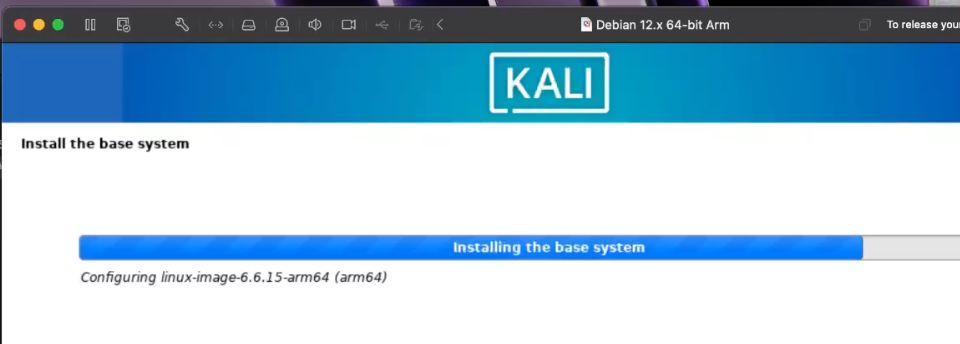 Debian 12.x 64-bit Arm
To release your
KALI
Install the base system
Installing the base system
Configuring linux-image-6.6.15-arm64 (arm64)